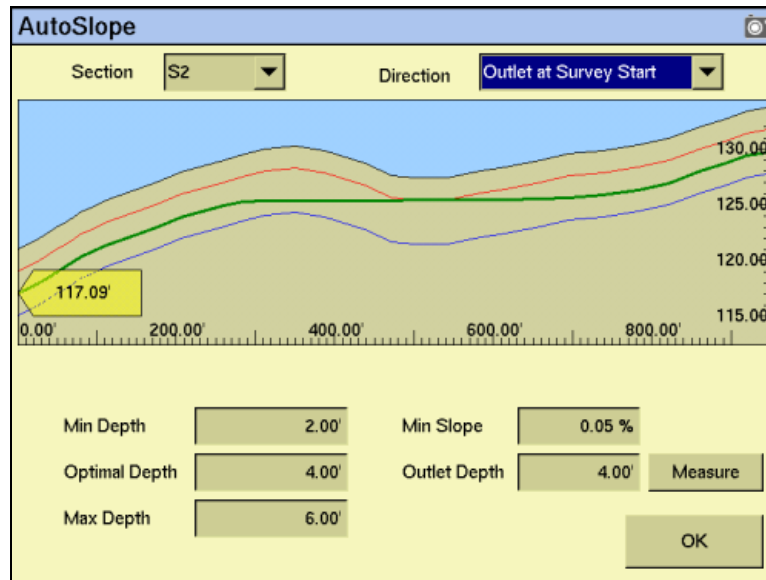 AutoSlope
Section S2 Direction Outlet at Survey Start
130.00
125.00
120.00
117.09'
115.00
0.00' 200.00' 400.00' 600.00' 800.00'
Min Depth 2.00' Min Slope 0.05 %
Optimal Depth 4.00' Outlet Depth 4.00' Measure
Max Depth 6.00'
OK